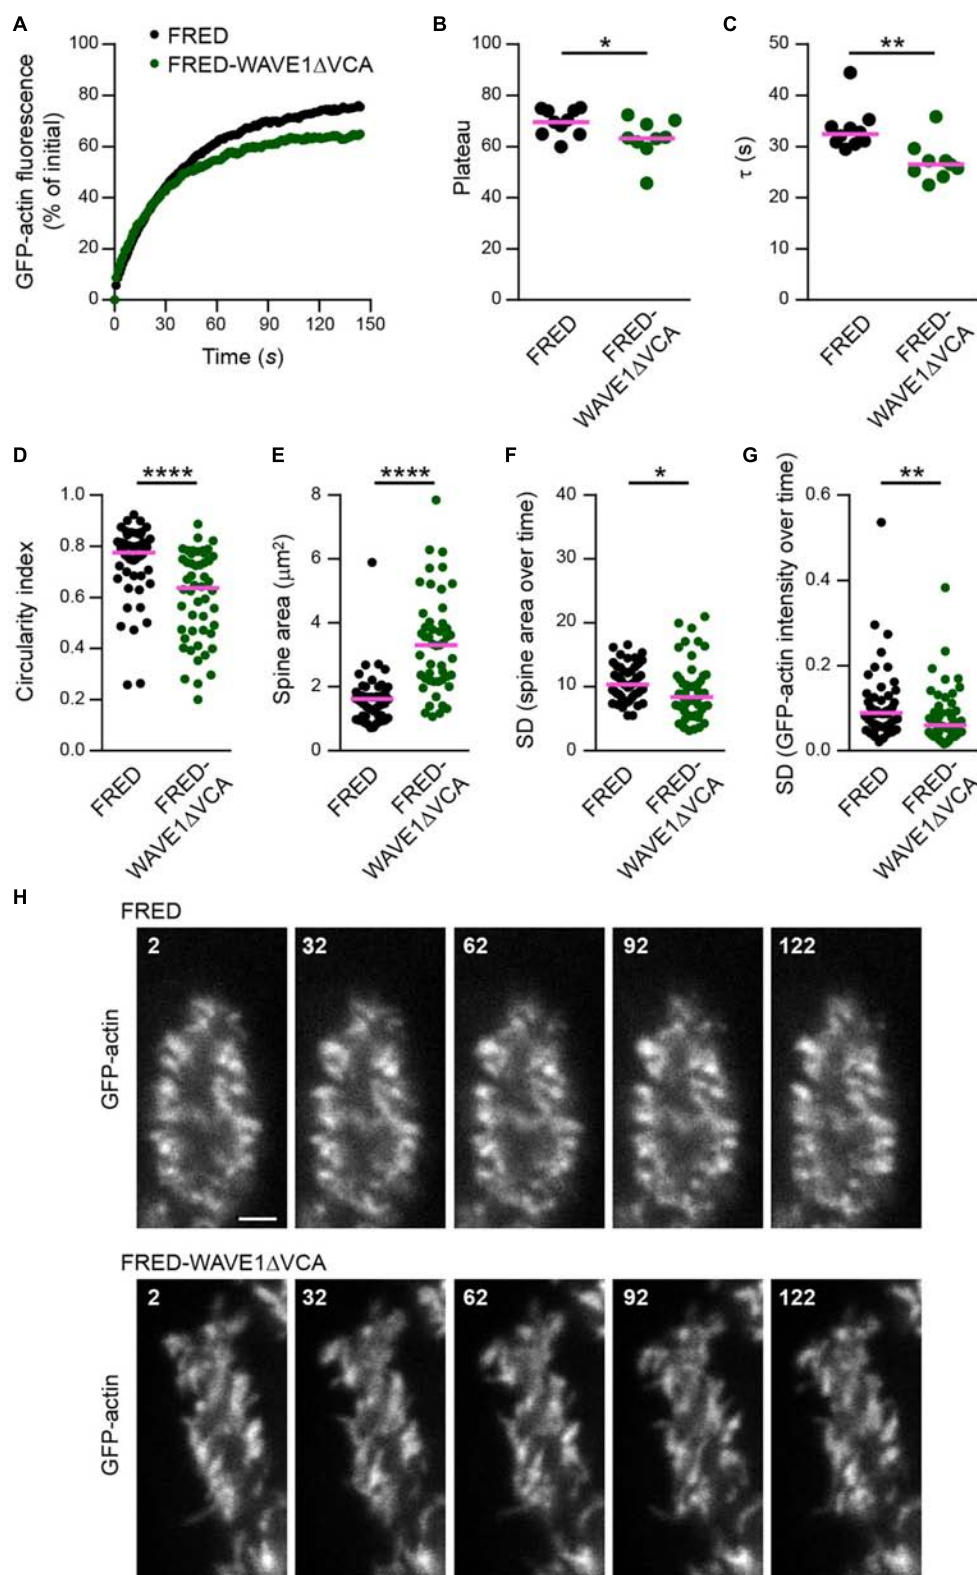 A
FRED
FRED-WAVE1ΔVCA
GFP-actin fluorescence
(% of initial)
100
80
60
40
20
0
0 30 60 90 120 150
Time (s)
B
*
100
80
60
40
20
0
Plateau
FRED
FRED-
WAVE1ΔVCA
C
**
50
40
30
20
10
0
τ (s)
FRED
FRED-
WAVE1ΔVCA
D
****
1.0
0.8
0.6
0.4
0.2
0.0
Circularity index
FRED
FRED-
WAVE1ΔVCA
E
****
8
6
4
2
0
Spine area (μm²)
FRED
FRED-
WAVE1ΔVCA
F
*
40
30
20
10
0
SD (spine area over time)
FRED
FRED-
WAVE1ΔVCA
G
**
0.6
0.4
0.2
0.0
SD (GFP-actin intensity over time)
FRED
FRED-
WAVE1ΔVCA
H
FRED
GFP-actin
2 32 62 92 122
FRED-WAVE1ΔVCA
GFP-actin
2 32 62 92 122